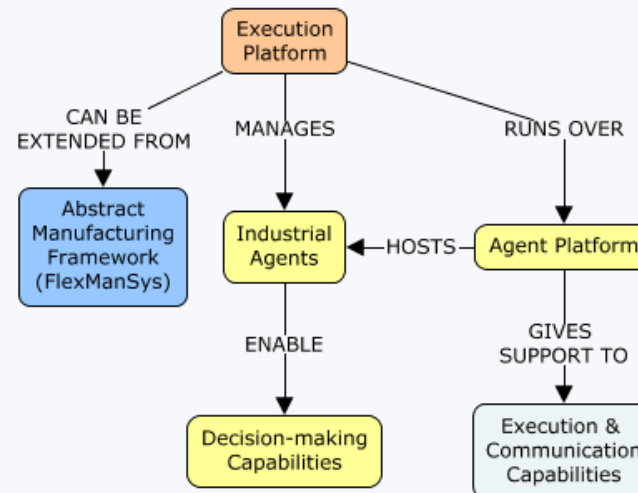 Execution
Platform
CAN BE
EXTENDED FROM
MANAGES
RUNS OVER
Abstract
Manufacturing
Framework
(FlexManSys)
Industrial
Agents
HOSTS
Agent Platform
ENABLE
GIVES
SUPPORT TO
Decision-making
Capabilities
Execution &
Communication
Capabilities